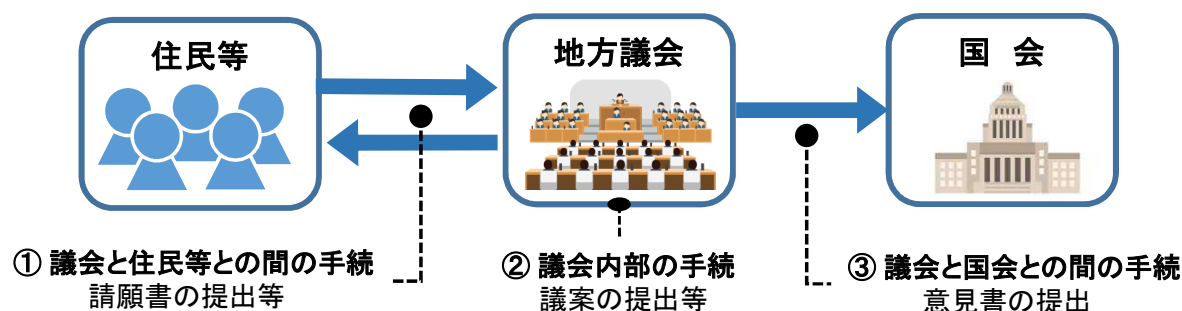 住民等
地方議会
国　会
① 議会と住民等との間の手続
請願書の提出等
② 議会内部の手続
議案の提出等
③ 議会と国会との間の手続
意見書の提出